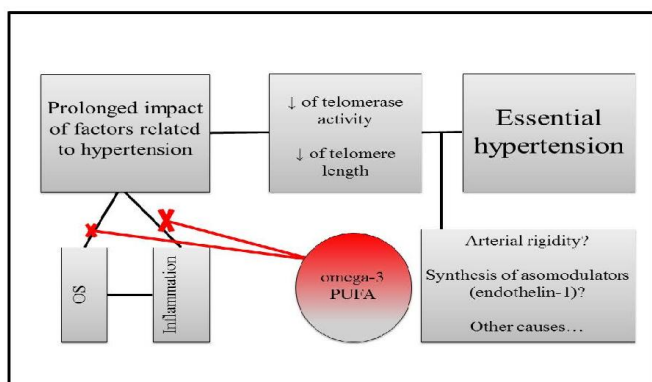 Prolonged impact
of factors related
to hypertension
↓ of telomerase
activity
↓ of telomere
length
Essential
hypertension
OS
Inflammation
omega-3
PUFA
Arterial rigidity?
Synthesis of asomodulators
(endothelin-1)?
Other causes…